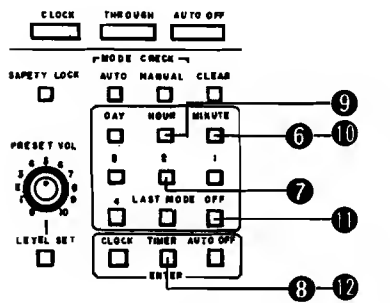 CLOCK THROUGH AUTO OFF
MODE CHECK
SAFETY LOCK AUTO MANUAL CLEAR
DAY HOUR MINUTE
9
6 10
PRESET VOL
3 2 1
7
4 LAST MODE OFF
11
LEVEL SET
CLOCK TIMER AUTO OFF
ENTER
8 12